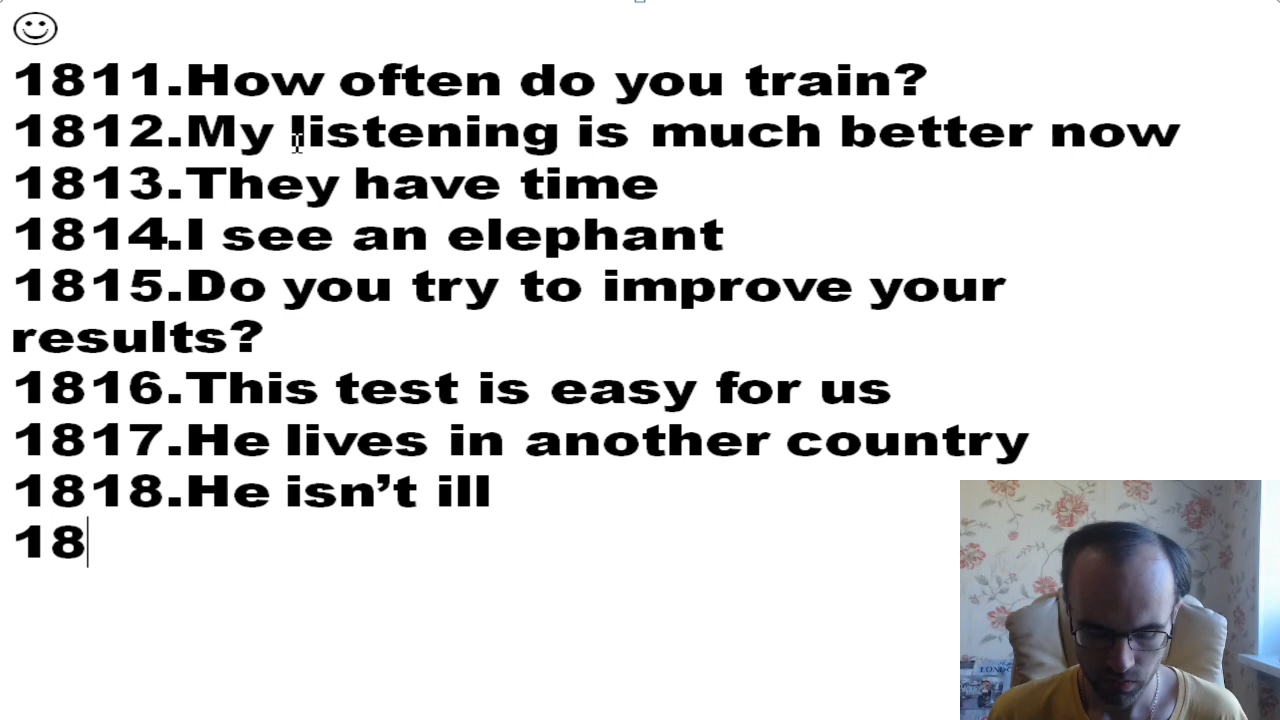 1811.How often do you train?
1812.My listening is much better now
1813.They have time
1814.I see an elephant
1815.Do you try to improve your
results?
1816.This test is easy for us
1817.He lives in another country
1818.He isn’t ill
18